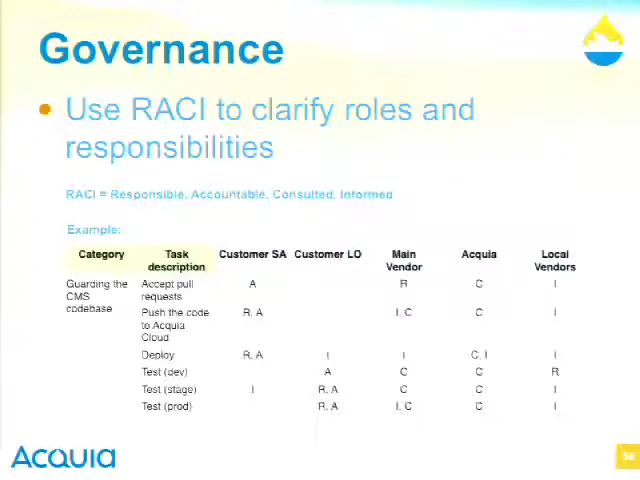 Governance
Use RACI to clarify roles and
responsibilities
RACI = Responsible, Accountable, Consulted, Informed
Example:
Category Task description Customer SA Customer LO Main Vendor Acquia Local Vendors
Guarding the CMS codebase Accept pull requests A R C I
Push the code to Acquia Cloud R, A I, C C I
Deploy R, A I I C, I I
Test (dev) A C C R
Test (stage) I R, A C C I
Test (prod) R, A I, C C I
Acquia